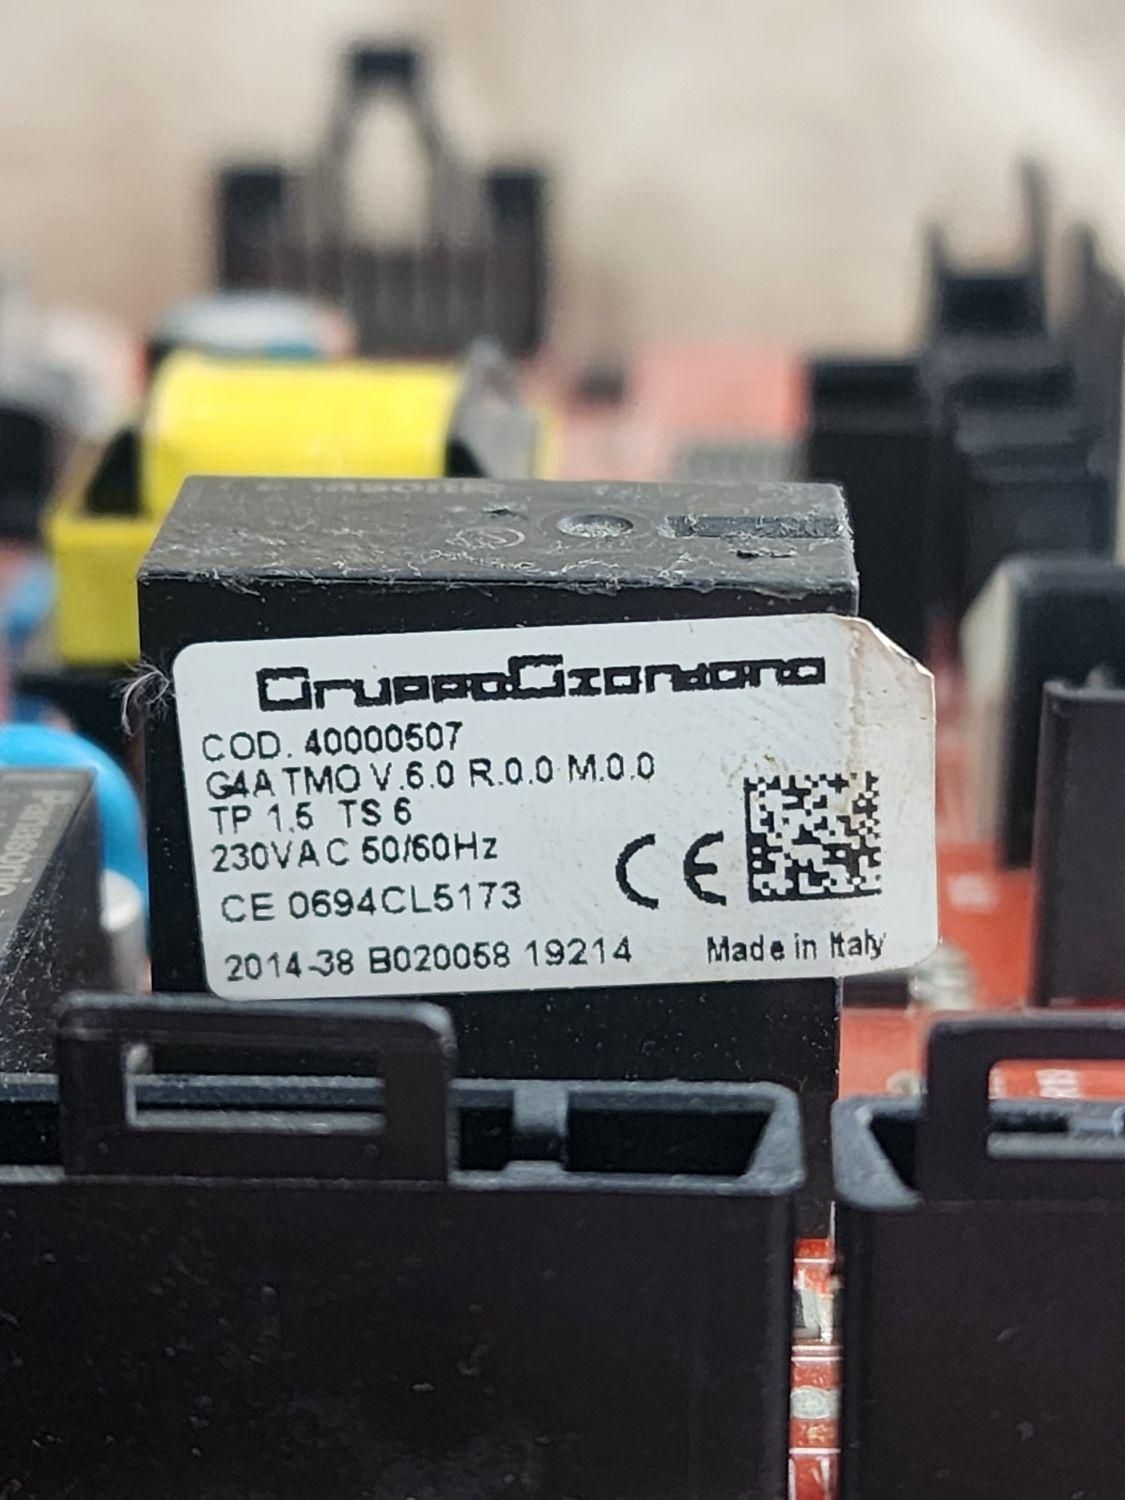 GruppoGiordano
COD. 40000507
G4A TMO V.6.0 R.0.0 M.0.0
TP 1.5 TS 6
230VAC 50/60Hz
CE 0694CL5173
CE
2014-38 B020058 19214
Made in Italy
Panasonic